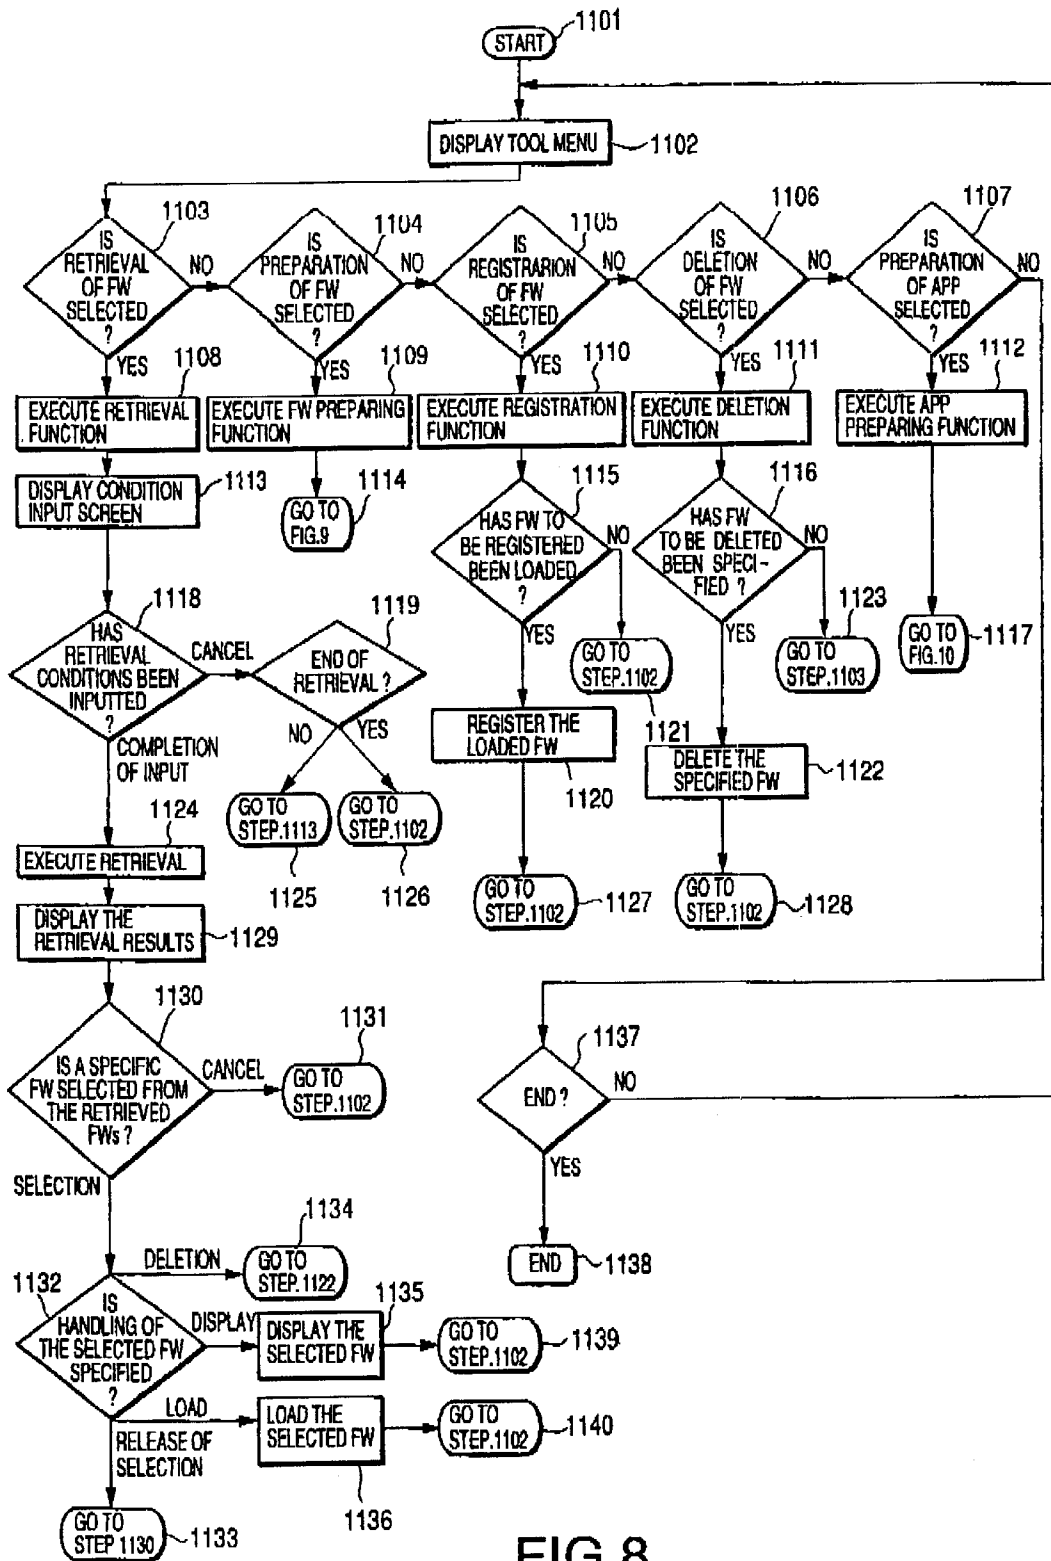 1101
START
DISPLAY TOOL MENU
1102
1103
1104
1105
1106
1107
IS
RETRIEVAL
OF FW
SELECTED
?
NO
YES
IS
PREPARATION
OF FW
SELECTED
?
NO
YES
IS
REGISTRARION
OF FW
SELECTED
?
NO
YES
IS
DELETION
OF FW
SELECTED
?
NO
YES
IS
PREPARATION
OF APP
SELECTED
?
NO
YES
1108
1109
1110
1111
1112
EXECUTE RETRIEVAL
FUNCTION
EXECUTE FW PREPARING
FUNCTION
EXECUTE REGISTRATION
FUNCTION
EXECUTE DELETION
FUNCTION
EXECUTE APP
PREPARING FUNCTION
DISPLAY CONDITION
INPUT SCREEN
1113
1114
GO TO
FIG.9
1115
HAS FW TO
BE REGISTERED
BEEN LOADED
?
NO
YES
1116
HAS FW
TO BE DELETED
BEEN SPECI-
FIED ?
NO
YES
1118
HAS
RETRIEVAL
CONDITIONS BEEN
INPUTTED
?
CANCEL
COMPLETION
OF INPUT
1119
END OF
RETRIEVAL ?
NO
YES
GO TO
STEP.1102
1121
1123
GO TO
STEP.1103
GO TO
FIG.10
1117
REGISTER THE
LOADED FW
1120
DELETE THE
SPECIFIED FW
1122
GO TO
STEP.1113
1125
GO TO
STEP.1102
1126
1124
EXECUTE RETRIEVAL
GO TO
STEP.1102
1127
GO TO
STEP.1102
1128
DISPLAY THE
RETRIEVAL RESULTS
1129
1130
IS A SPECIFIC
FW SELECTED FROM
THE RETRIEVED
FWs ?
CANCEL
SELECTION
1131
GO TO
STEP.1102
1137
END ?
NO
YES
END
1138
1132
IS
HANDLING OF
THE SELECTED FW
SPECIFIED
?
DELETION
1134
GO TO
STEP.1122
DISPLAY
1135
DISPLAY THE
SELECTED FW
GO TO
STEP.1102
1139
LOAD
LOAD THE
SELECTED FW
1136
GO TO
STEP.1102
1140
RELEASE OF
SELECTION
GO TO
STEP 1130
1133
FIG.8